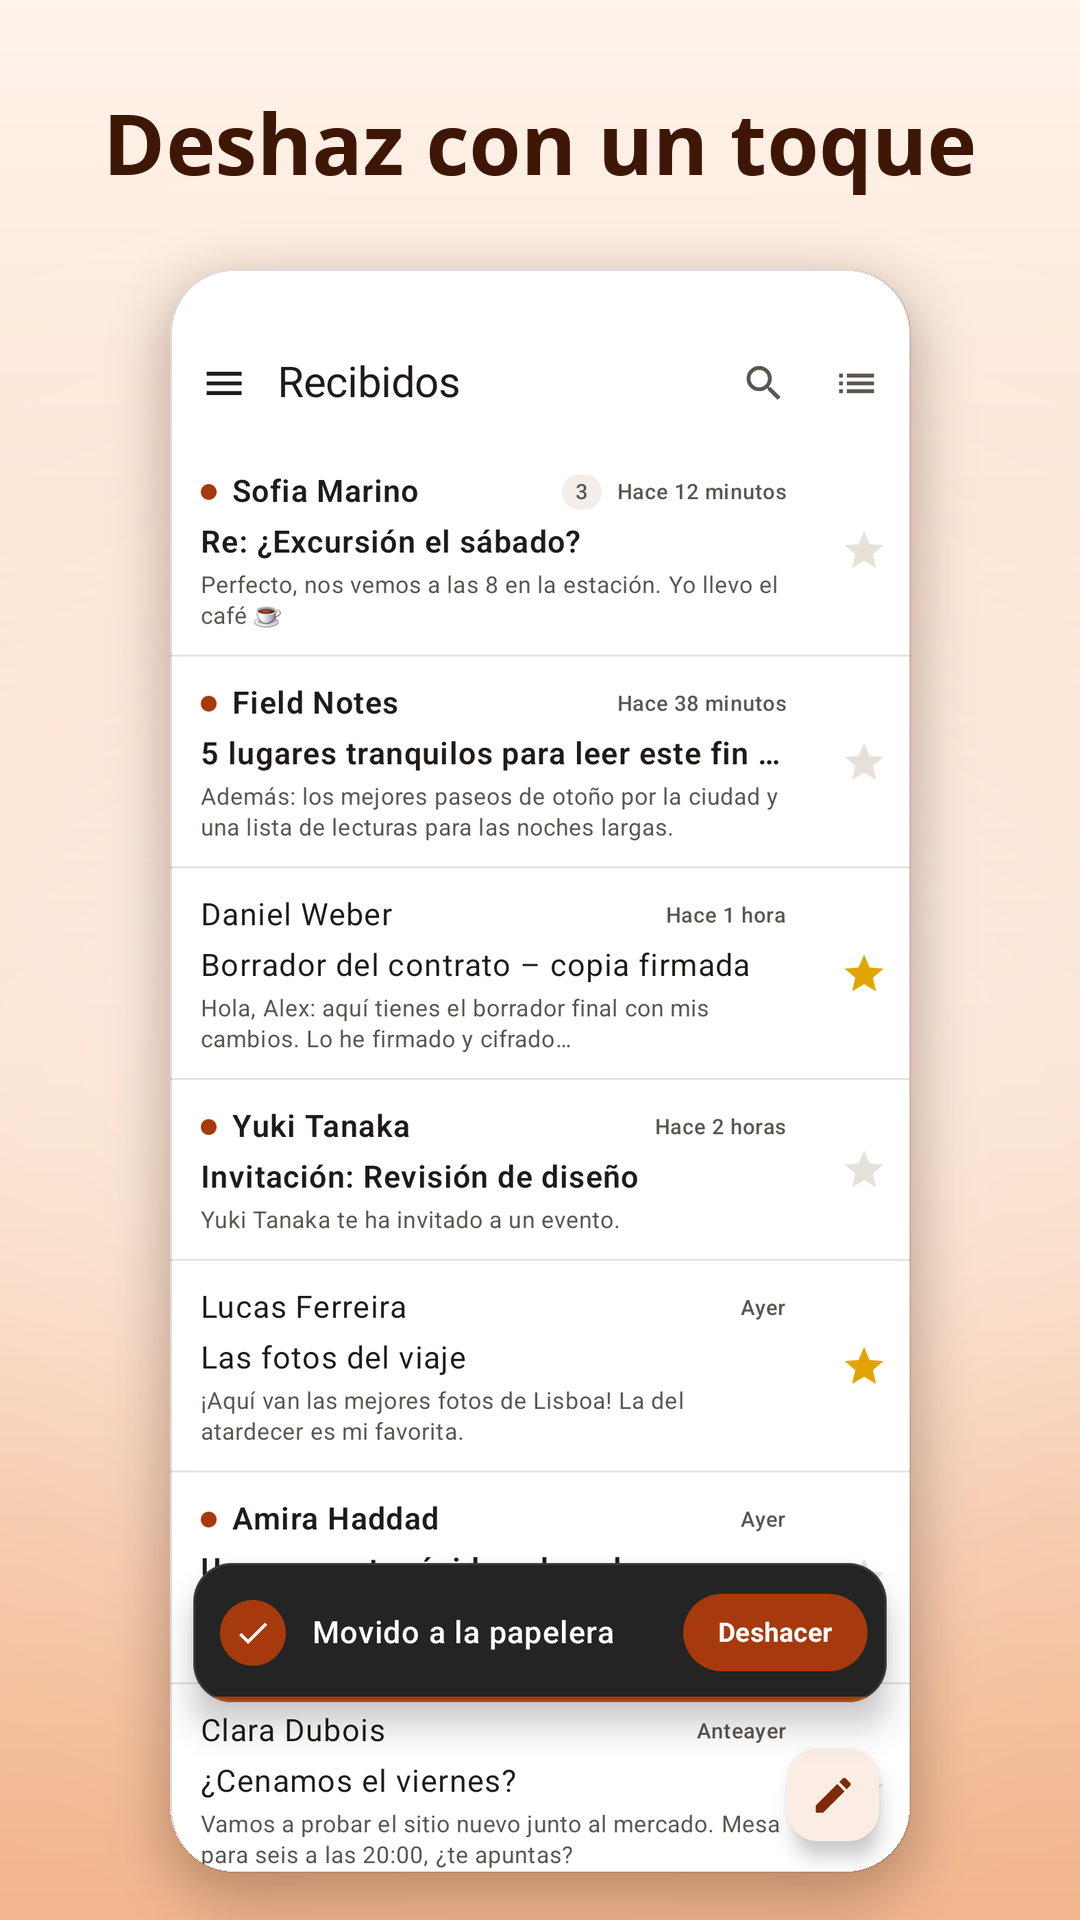 Deshaz con un toque
Recibidos
Sofia Marino 3 Hace 12 minutos
Re: ¿Excursión el sábado?
Perfecto, nos vemos a las 8 en la estación. Yo llevo el
café ☕
Field Notes Hace 38 minutos
5 lugares tranquilos para leer este fin ...
Además: los mejores paseos de otoño por la ciudad y
una lista de lecturas para las noches largas.
Daniel Weber Hace 1 hora
Borrador del contrato – copia firmada
Hola, Alex: aquí tienes el borrador final con mis
cambios. Lo he firmado y cifrado...
Yuki Tanaka Hace 2 horas
Invitación: Revisión de diseño
Yuki Tanaka te ha invitado a un evento.
Lucas Ferreira Ayer
Las fotos del viaje
¡Aquí van las mejores fotos de Lisboa! La del
atardecer es mi favorita.
Amira Haddad Ayer
Movido a la papelera Deshacer
Clara Dubois Anteayer
¿Cenamos el viernes?
Vamos a probar el sitio nuevo junto al mercado. Mesa
para seis a las 20:00, ¿te apuntas?